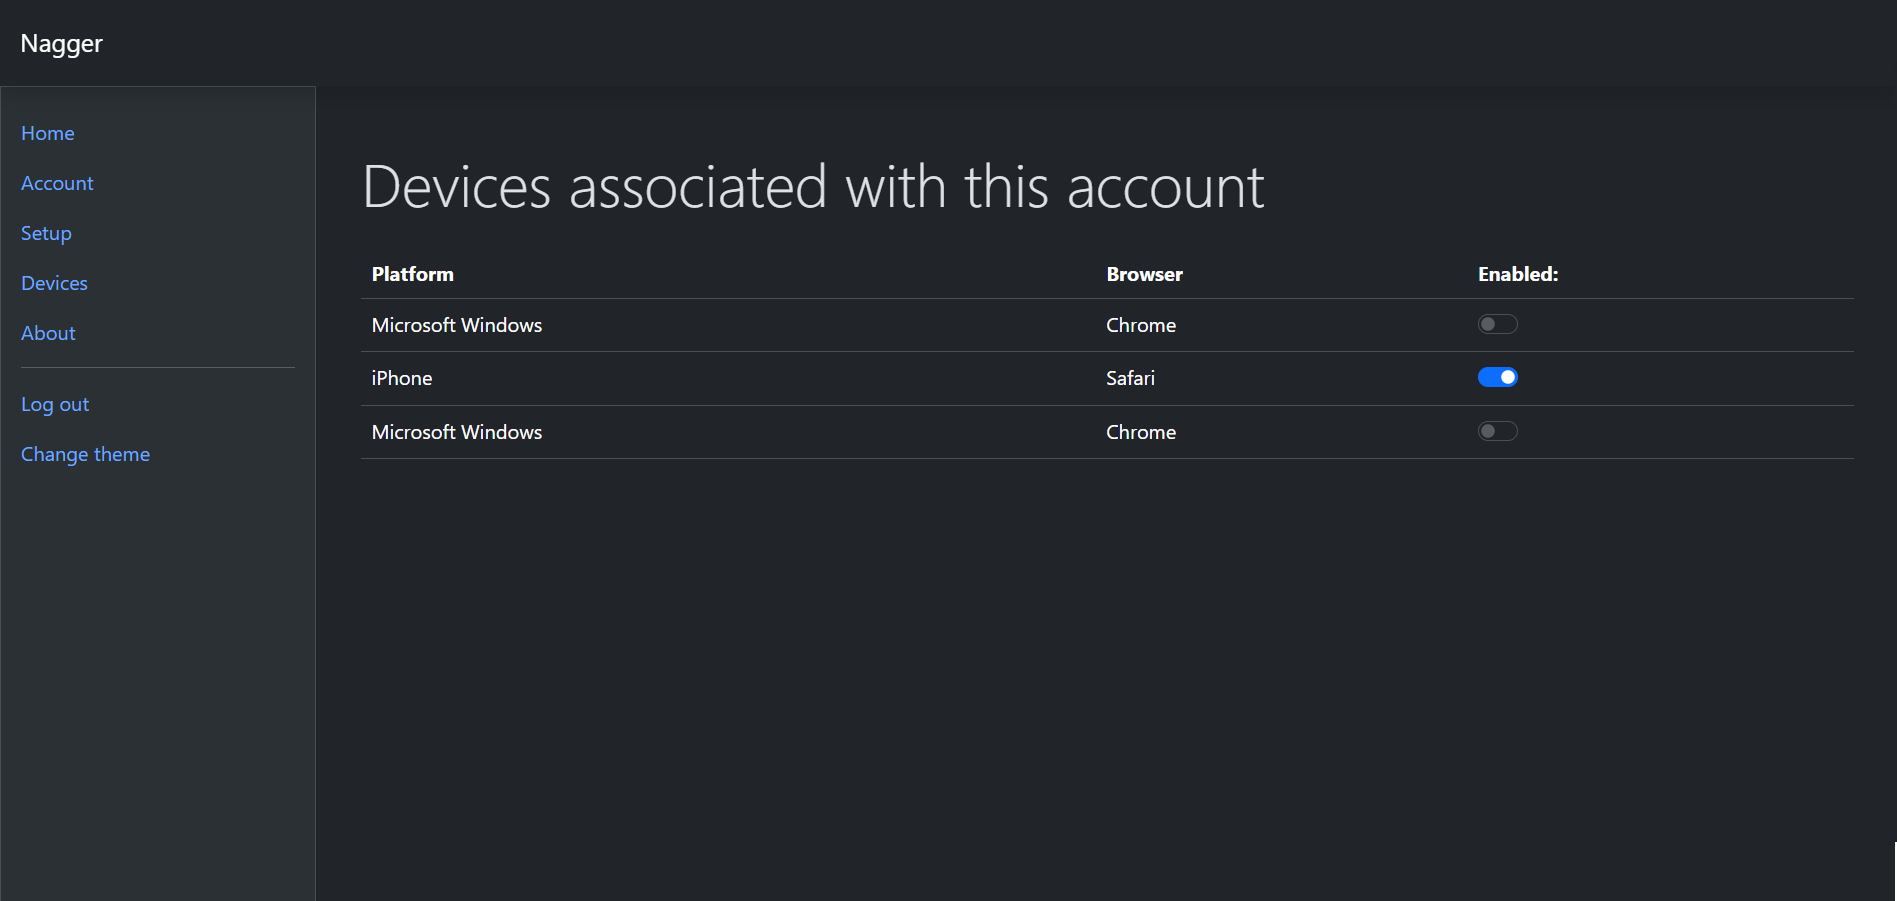 Nagger
Home
Account
Setup
Devices
About
Log out
Change theme
Devices associated with this account
Platform Browser Enabled:
Microsoft Windows Chrome
iPhone Safari
Microsoft Windows Chrome